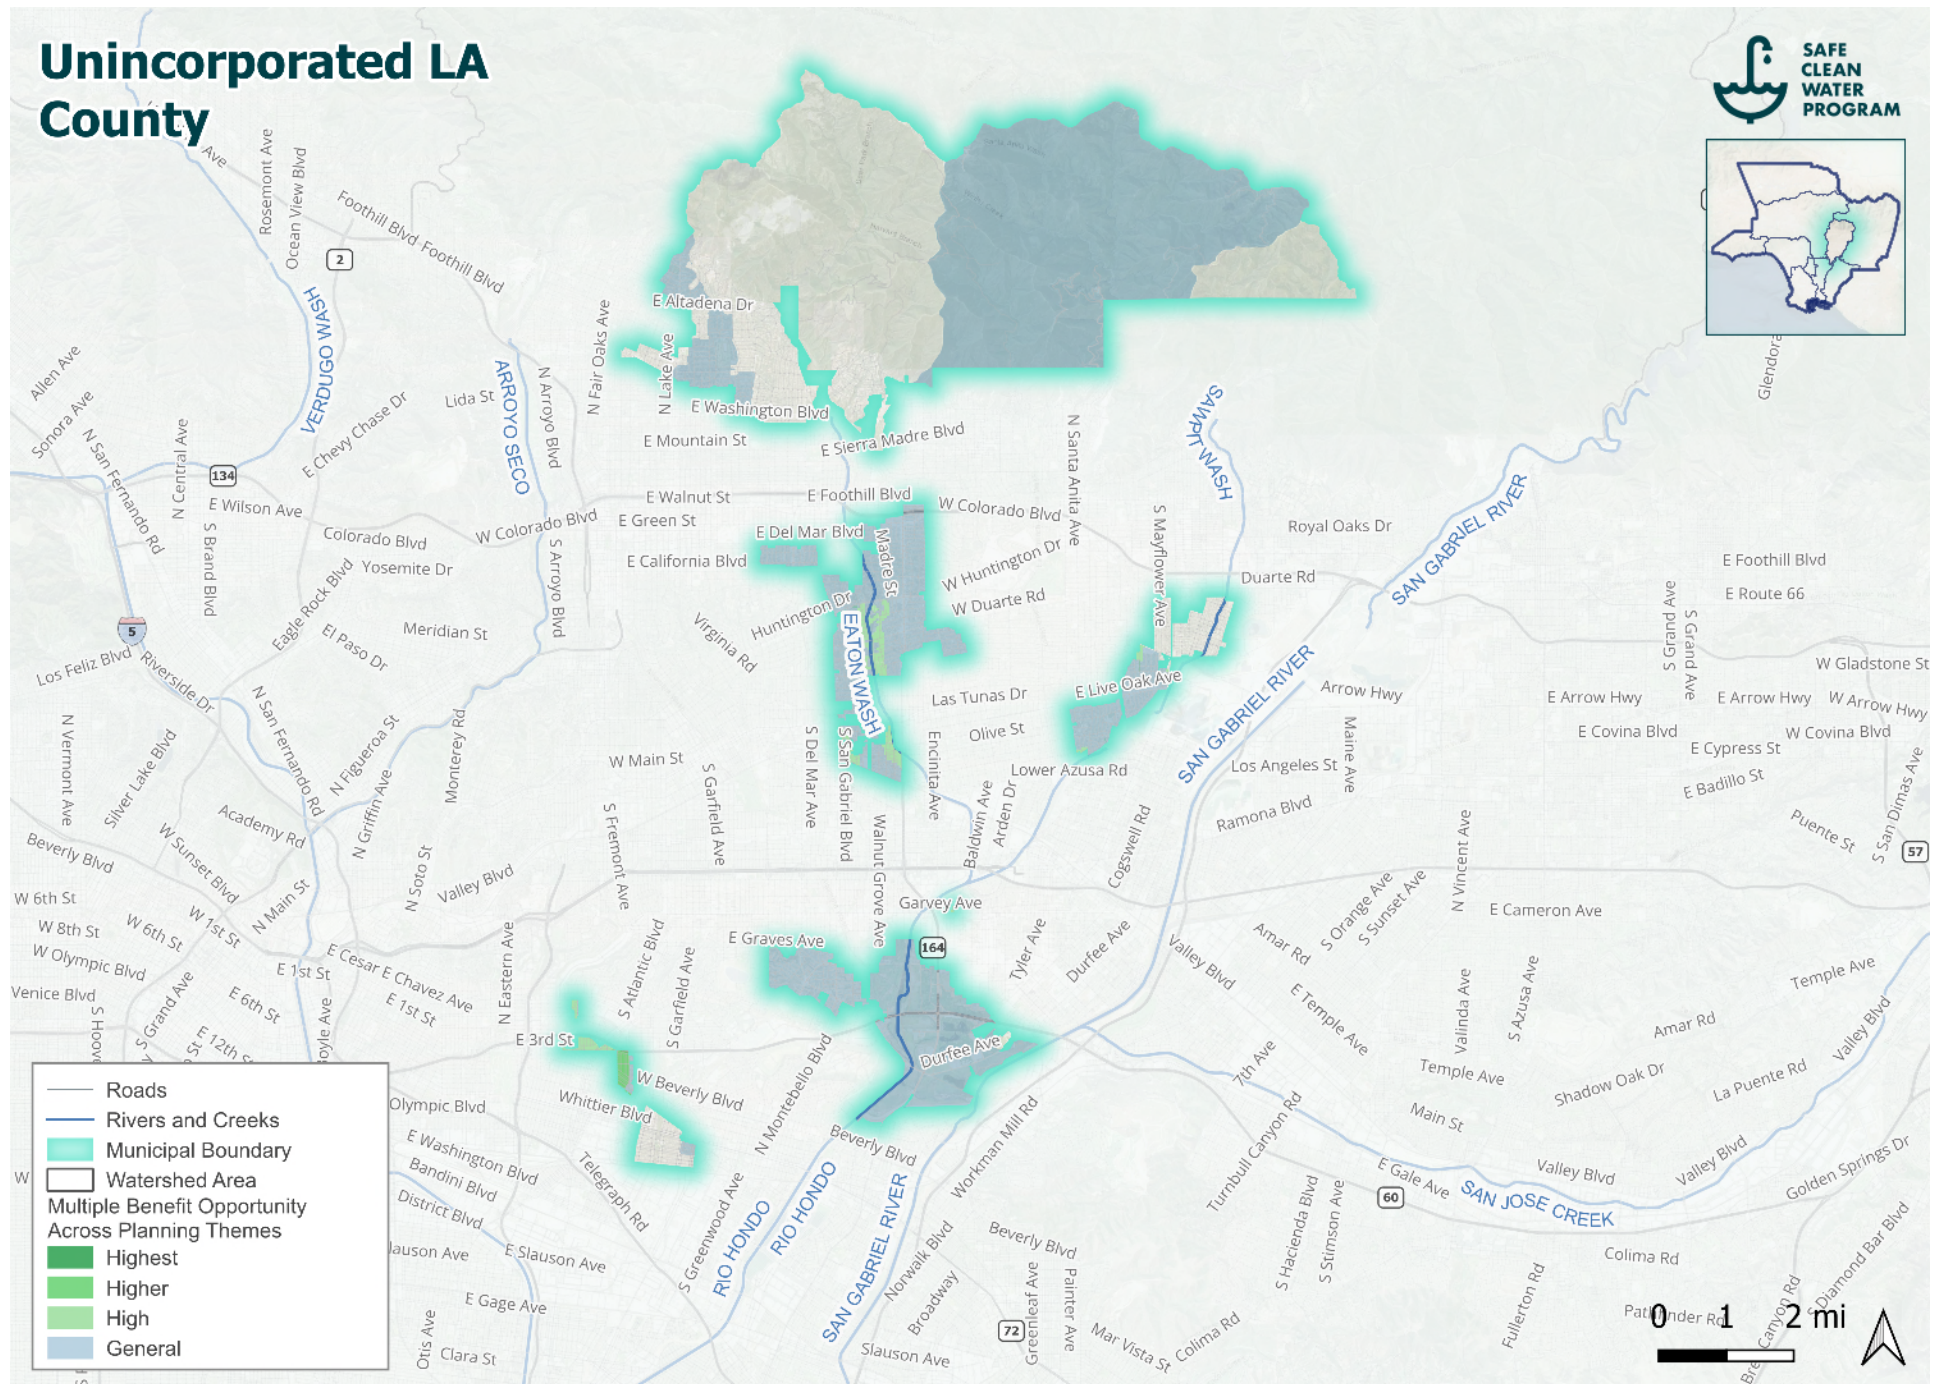 Unincorporated LA
County
SAFE
CLEAN
WATER
PROGRAM
Ave
Rosemont Ave
Ocean View Blvd
Foothill Blvd
Foothill Blvd
2
VERDUGO WASH
ARROYO SECO
N Fair Oaks Ave
E Altadena Dr
N Lake Ave
E Washington Blvd
E Mountain St
E Sierra Madre Blvd
Allen Ave
Sonora Ave
N San Fernando Rd
N Central Ave
134
E Chevy Chase Dr
Lida St
N Arroyo Blvd
E Wilson Ave
S Brand Blvd
Colorado Blvd
W Colorado Blvd
Yosemite Dr
Eagle Rock Blvd
S Arroyo Blvd
E Walnut St
E Green St
E Foothill Blvd
W Colorado Blvd
E Del Mar Blvd
E California Blvd
Madre St
N Santa Anita Ave
SAWPIT WASH
SAN GABRIEL RIVER
Glendora
S Mayflower Ave
Royal Oaks Dr
Duarte Rd
W Huntington Dr
W Duarte Rd
Huntington Dr
Virginia Rd
EATON WASH
E Foothill Blvd
E Route 66
S Grand Ave
S Grand Ave
W Gladstone St
5
Los Feliz Blvd
Riverside Dr
El Paso Dr
Meridian St
N San Fernando Rd
N Figueroa St
Monterey Rd
N Vermont Ave
Silver Lake Blvd
Las Tunas Dr
Olive St
E Live Oak Ave
SAN GABRIEL RIVER
Arrow Hwy
E Arrow Hwy
E Arrow Hwy
W Arrow Hwy
E Covina Blvd
W Covina Blvd
E Cypress St
E Badillo St
Maine Ave
Los Angeles St
Lower Azusa Rd
Ramona Blvd
W Main St
S Del Mar Ave
S San Gabriel Blvd
Encinita Ave
S Garfield Ave
S Fremont Ave
Walnut Grove Ave
Baldwin Ave
Arden Dr
Cogswell Rd
N Vincent Ave
Puente St
S San Dimas Ave
57
Academy Rd
N Griffin Ave
Beverly Blvd
W Sunset Blvd
N Soto St
Valley Blvd
W 6th St
W 8th St
W 6th St
W 1st St
N Main St
W Olympic Blvd
Venice Blvd
E 1st St
E Cesar E Chavez Ave
E 1st St
E 6th St
S Grand Ave
E 12th St
N Eastern Ave
S Atlantic Blvd
S Garfield Ave
E Graves Ave
Garvey Ave
164
Tyler Ave
Durfee Ave
Valley Blvd
Amar Rd
S Orange Ave
S Sunset Ave
E Cameron Ave
E Temple Ave
Valinda Ave
S Azusa Ave
Temple Ave
Amar Rd
Valley Blvd
E 3rd St
W Beverly Blvd
Whittier Blvd
N Montebello Blvd
Durfee Ave
7th Ave
Temple Ave
Shadow Oak Dr
La Puente Rd
Main St
Olympic Blvd
E Washington Blvd
Bandini Blvd
District Blvd
Telegraph Rd
S Greenwood Ave
Beverly Blvd
RIO HONDO
RIO HONDO
SAN GABRIEL RIVER
Workman Mill Rd
Turnbull Canyon Rd
60
E Gale Ave
SAN JOSE CREEK
Valley Blvd
Valley Blvd
Golden Springs Dr
S Diamond Bar Blvd
E Slauson Ave
E Gage Ave
Otis Ave
Clara St
Norwalk Blvd
Broadway
Slauson Ave
Beverly Blvd
Greenleaf Ave
Painter Ave
72
Mar Vista St
Colima Rd
S Hacienda Blvd
S Stimson Ave
Fullerton Rd
Colima Rd
Pathfinder Rd
Roads
Rivers and Creeks
Municipal Boundary
Watershed Area
Multiple Benefit Opportunity
Across Planning Themes
Highest
Higher
High
General
0 1 2 mi